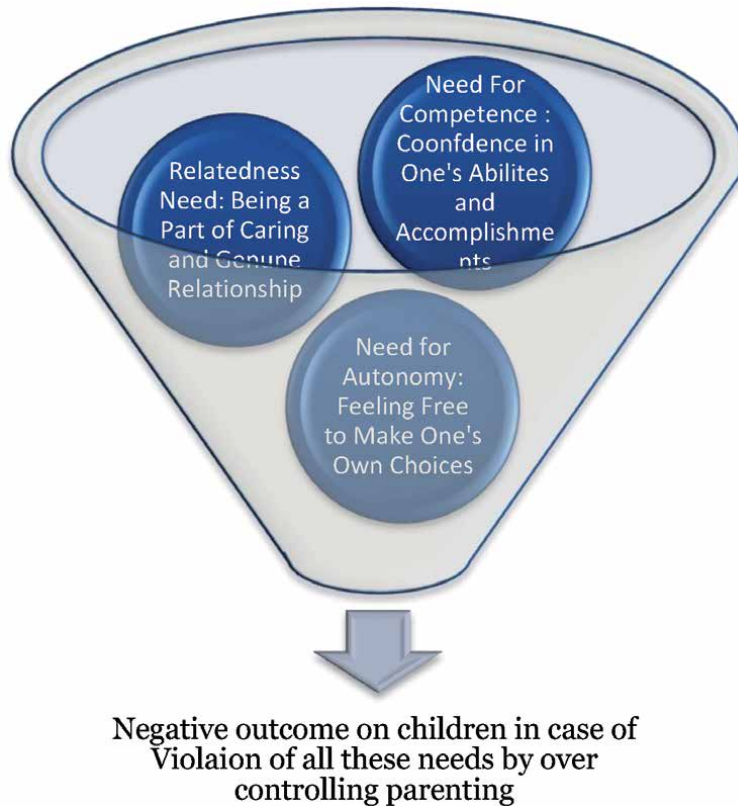 Need For
Competence :
Coonfdence in
One's Abilites
and
Accomplishme
nts
Relatedness
Need: Being a
Part of Caring
and Genune
Relationship
Need for
Autonomy:
Feeling Free
to Make One's
Own Choices
Negative outcome on children in case of
Violaion of all these needs by over
controlling parenting